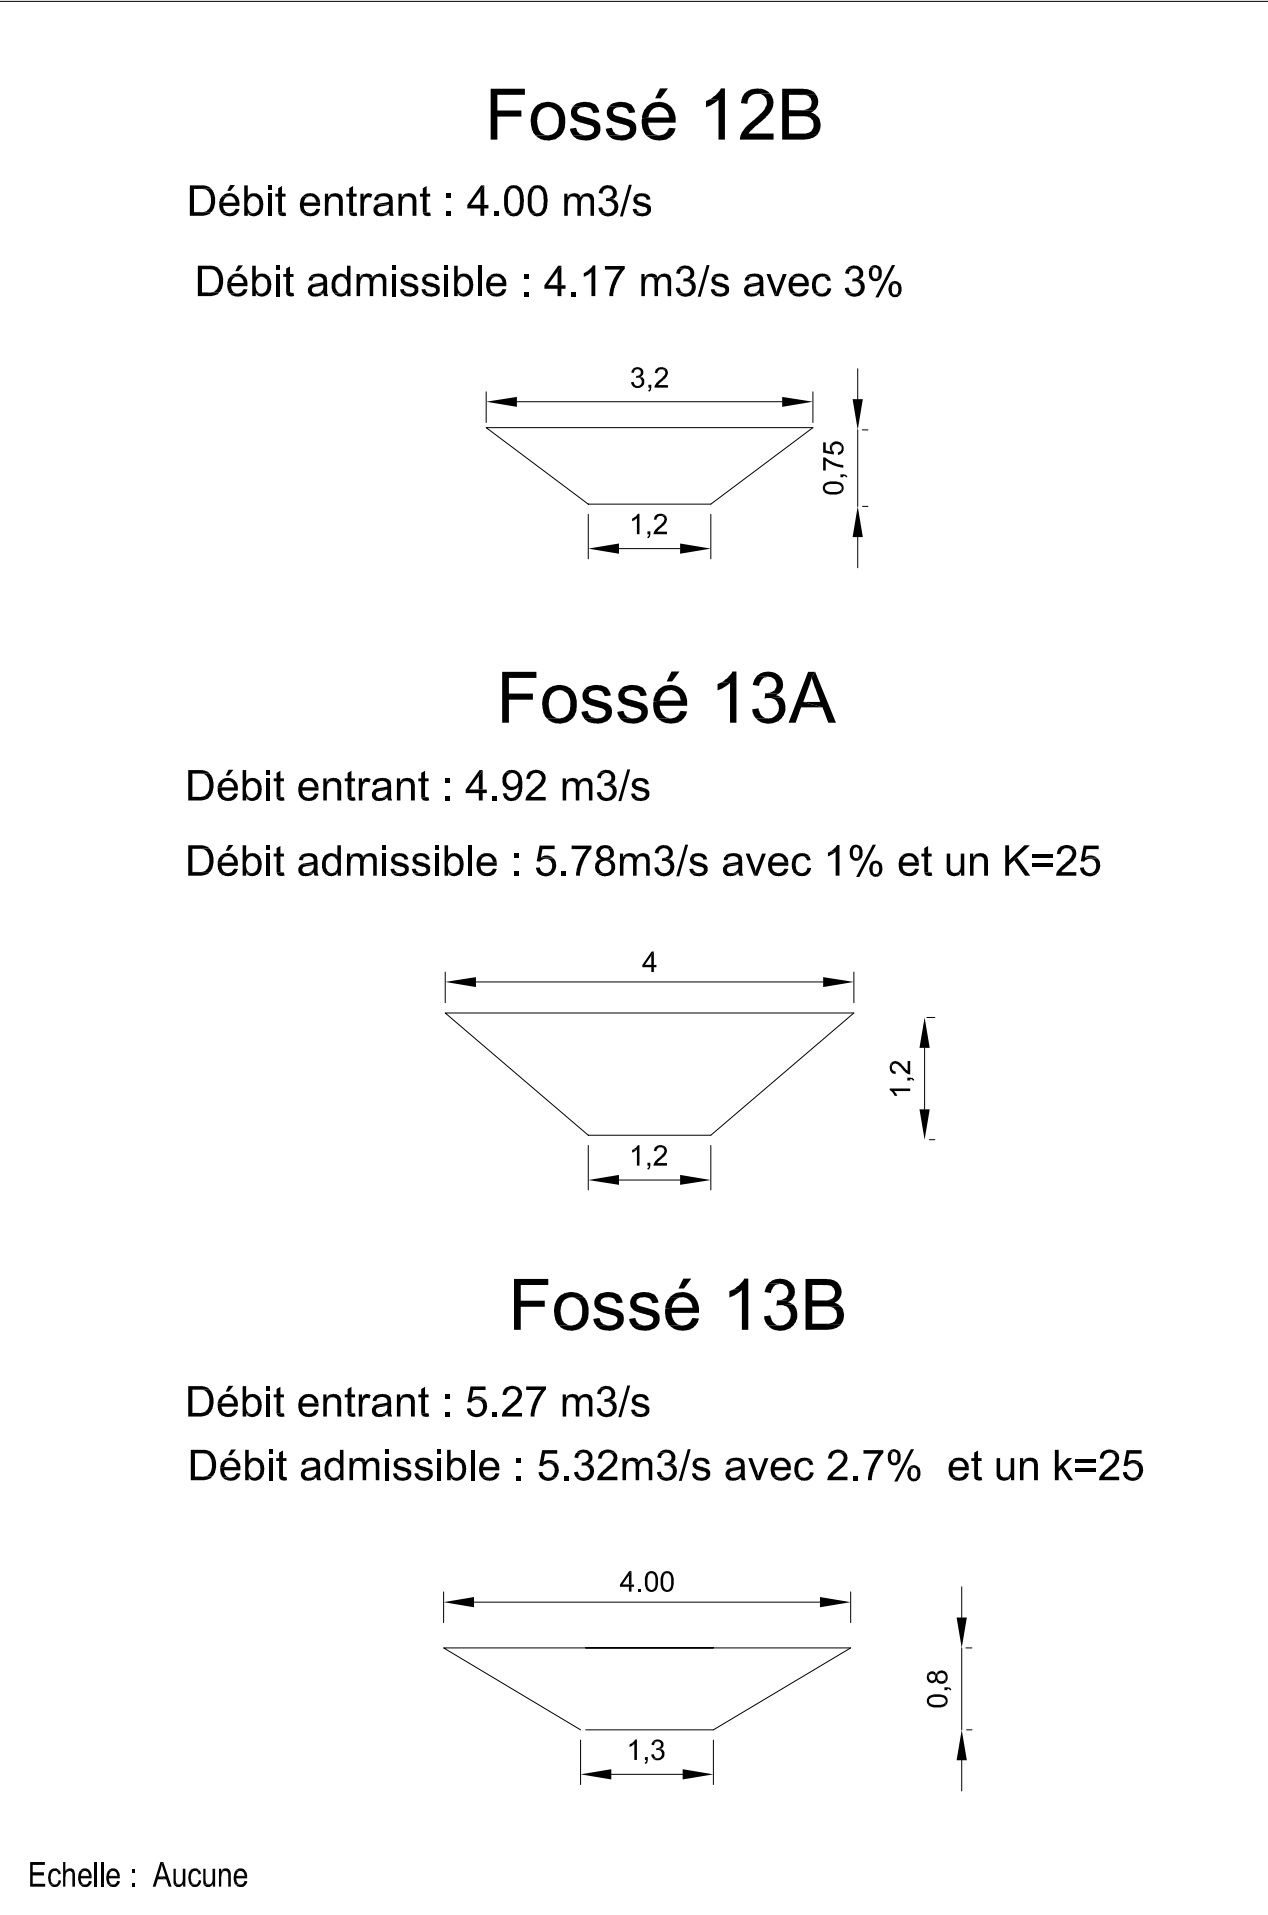 Fossé 12B
Débit entrant : 4.00 m3/s
Débit admissible : 4.17 m3/s avec 3%
3,2
0,75
1,2
Fossé 13A
Débit entrant : 4.92 m3/s
Débit admissible : 5.78m3/s avec 1% et un K=25
4
1,2
1,2
Fossé 13B
Débit entrant : 5.27 m3/s
Débit admissible : 5.32m3/s avec 2.7% et un k=25
4.00
0,8
1,3
Echelle : Aucune